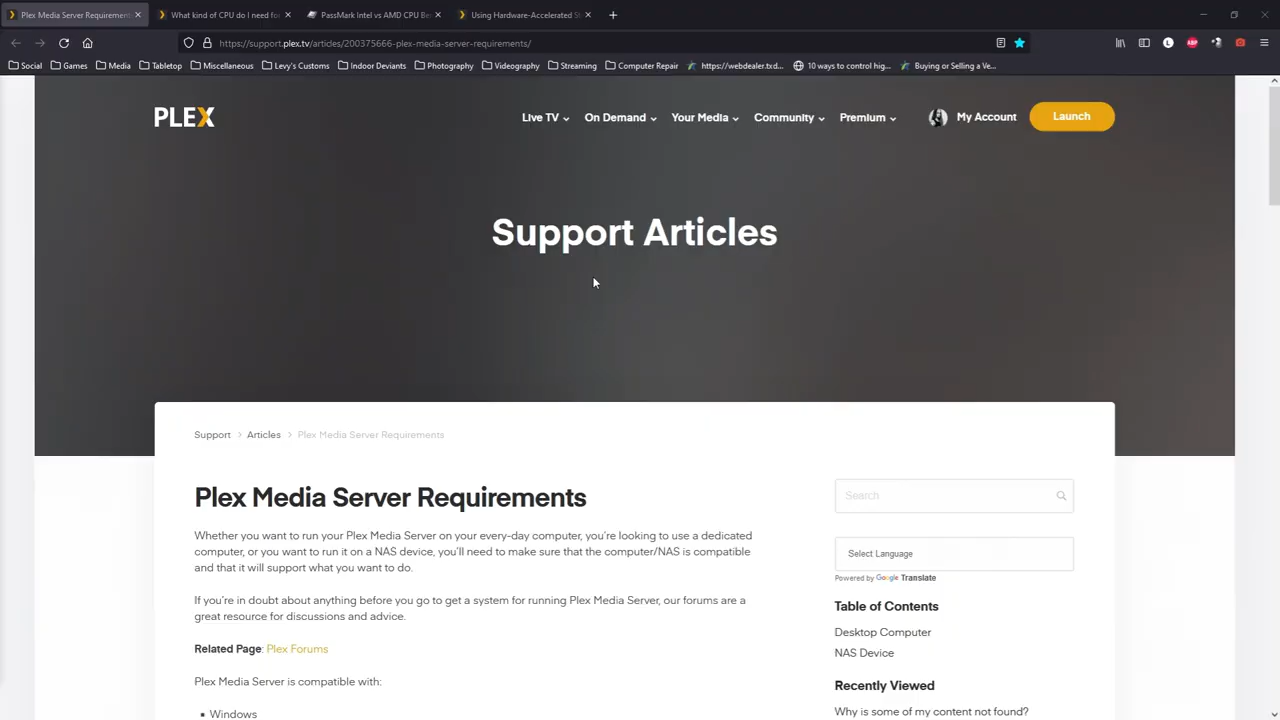 Plex Media Server Requirement
What kind of CPU do I need fo
PassMark Intel vs AMD CPU Be
Using Hardware-Accelerated St
https://support.plex.tv/articles/200375666-plex-media-server-requirements/
Social
Games
Media
Tabletop
Miscellaneous
Levy's Customs
Indoor Deviants
Photography
Videography
Streaming
Computer Repair
https://webdealer.txd...
10 ways to control hig...
Buying or Selling a Ve...
PLEX
Live TV
On Demand
Your Media
Community
Premium
My Account
Launch
Support Articles
Support > Articles > Plex Media Server Requirements
Plex Media Server Requirements
Whether you want to run your Plex Media Server on your every-day computer, you're looking to use a dedicated
computer, or you want to run it on a NAS device, you'll need to make sure that the computer/NAS is compatible
and that it will support what you want to do.
If you're in doubt about anything before you go to get a system for running Plex Media Server, our forums are a
great resource for discussions and advice.
Related Page: Plex Forums
Plex Media Server is compatible with:
Windows
Search
Select Language
Powered by Google Translate
Table of Contents
Desktop Computer
NAS Device
Recently Viewed
Why is some of my content not found?